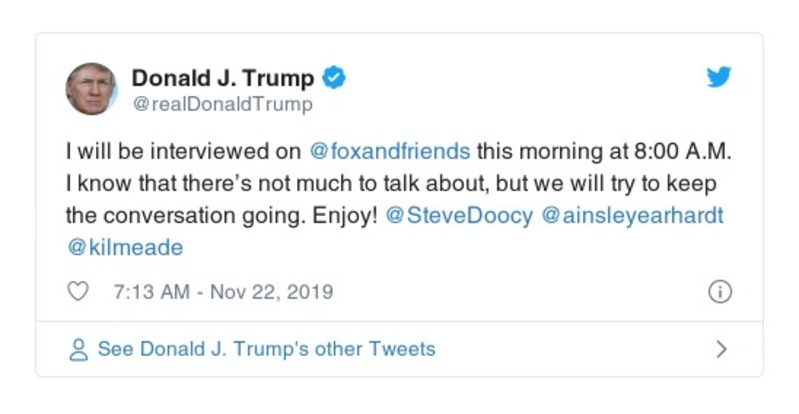 Donald J. Trump
@realDonaldTrump
I will be interviewed on @foxandfriends this morning at 8:00 A.M.
I know that there’s not much to talk about, but we will try to keep
the conversation going. Enjoy! @SteveDoocy @ainsleyearhardt
@kilmeade
7:13 AM - Nov 22, 2019
See Donald J. Trump's other Tweets